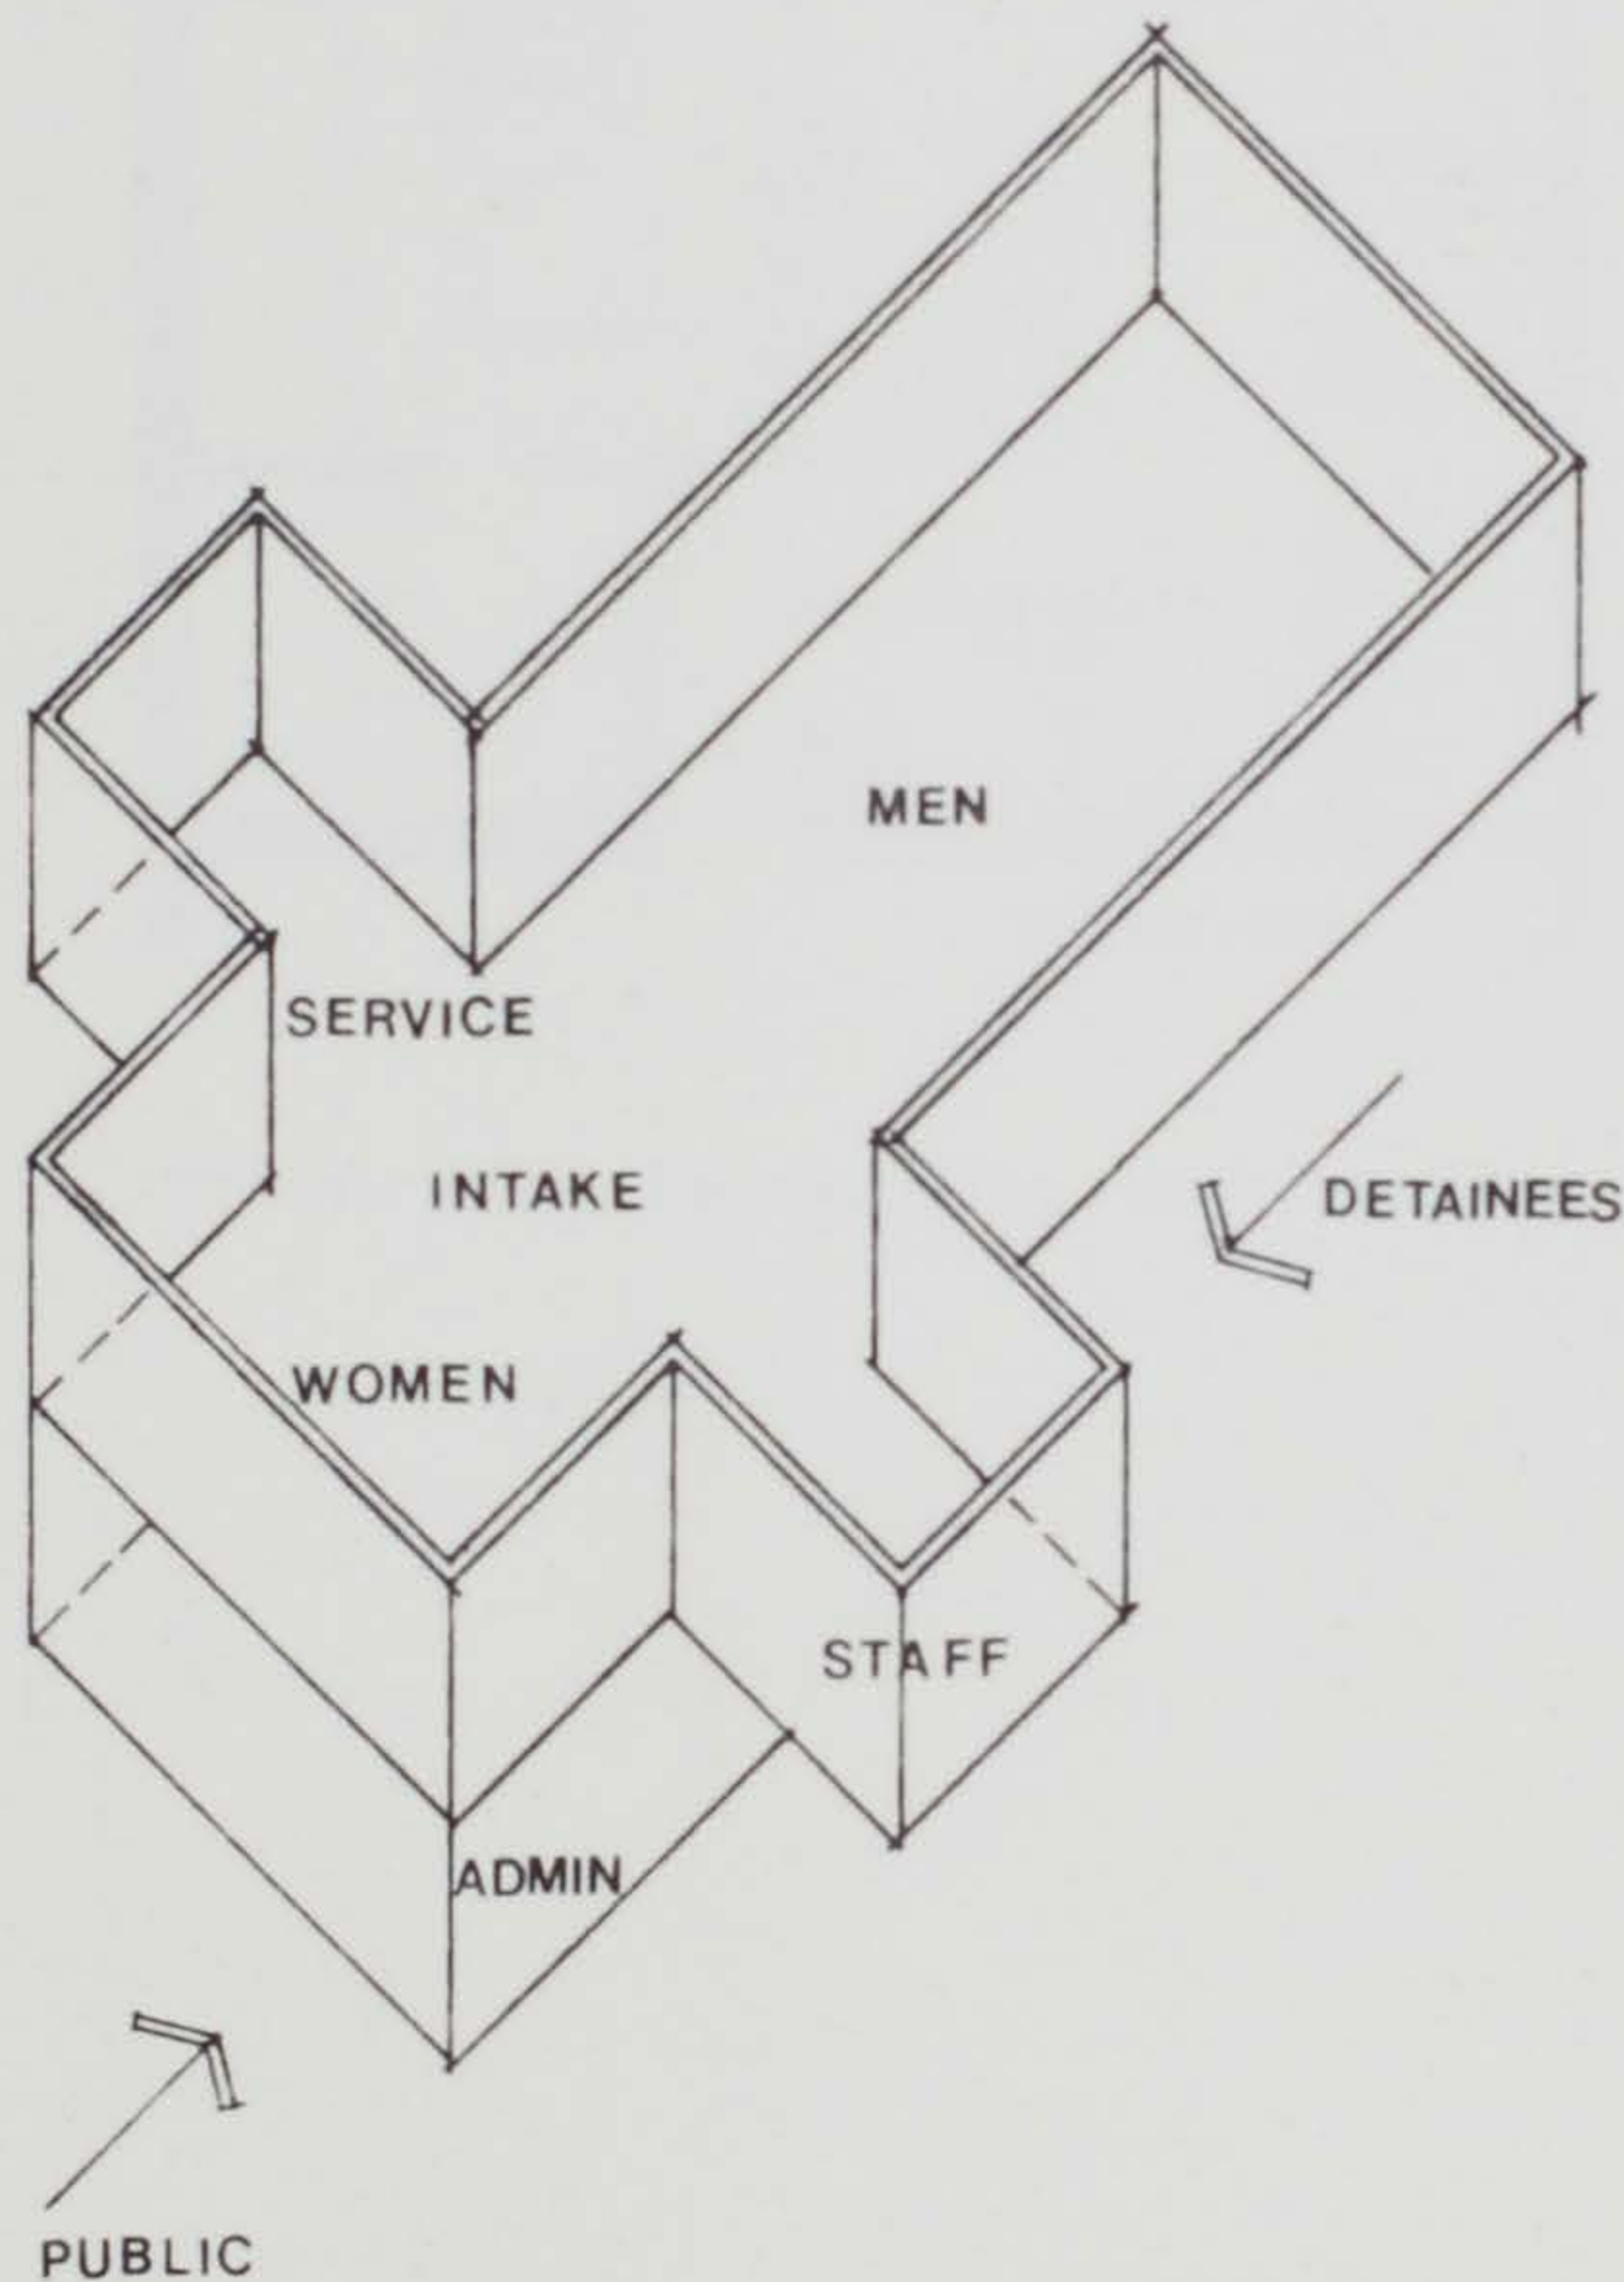 MEN
SERVICE
INTAKE
DETAINEES
WOMEN
STAFF
ADMIN
PUBLIC